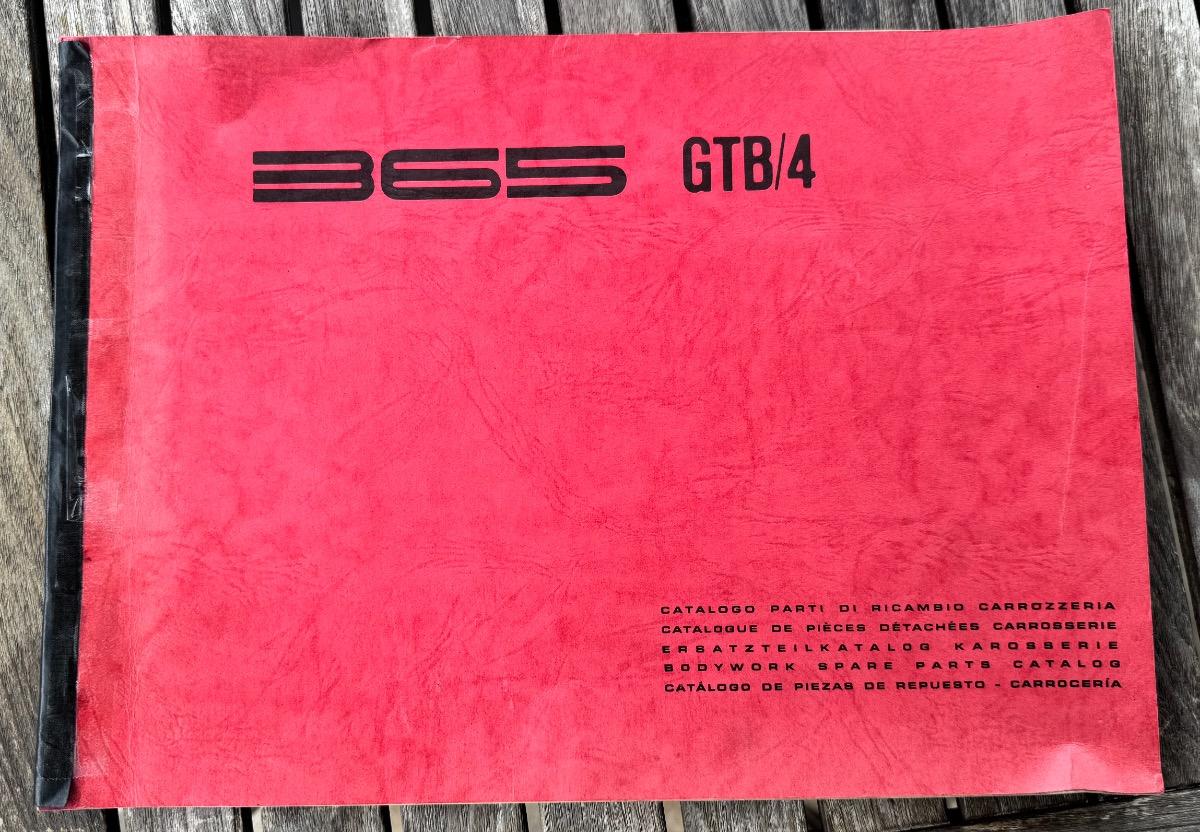 365 GTB/4
CATALOGO PARTI DI RICAMBIO CARROZZERIA
CATALOGUE DE PIÈCES DÉTACHÉES CARROSSERIE
ERSATZTEILKATALOG KAROSSERIE
BODYWORK SPARE PARTS CATALOG
CATÀLOGO DE PIEZAS DE REPUESTO - CARROCERÍA